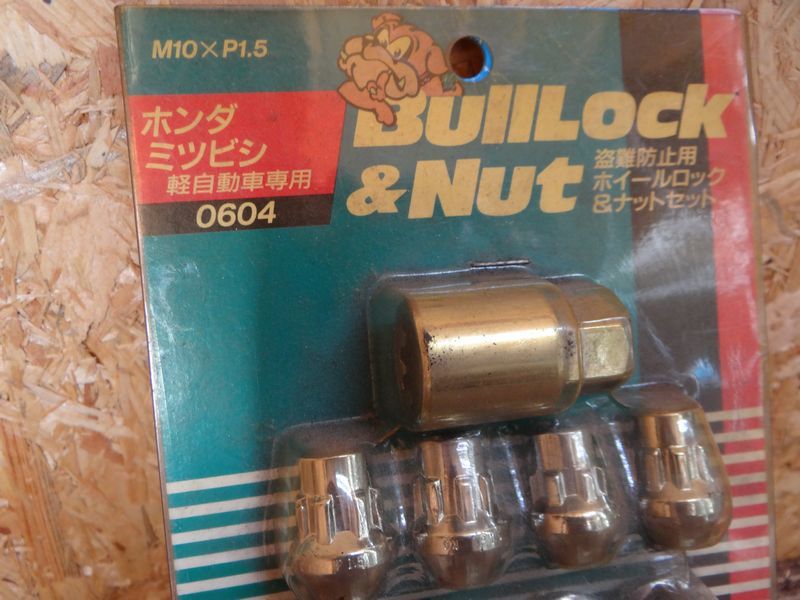 M10×P1.5
ホンダ
ミツビシ
軽自動車専用
0604
BullLock
& Nut
盗難防止用
ホイールロック
&ナットセット